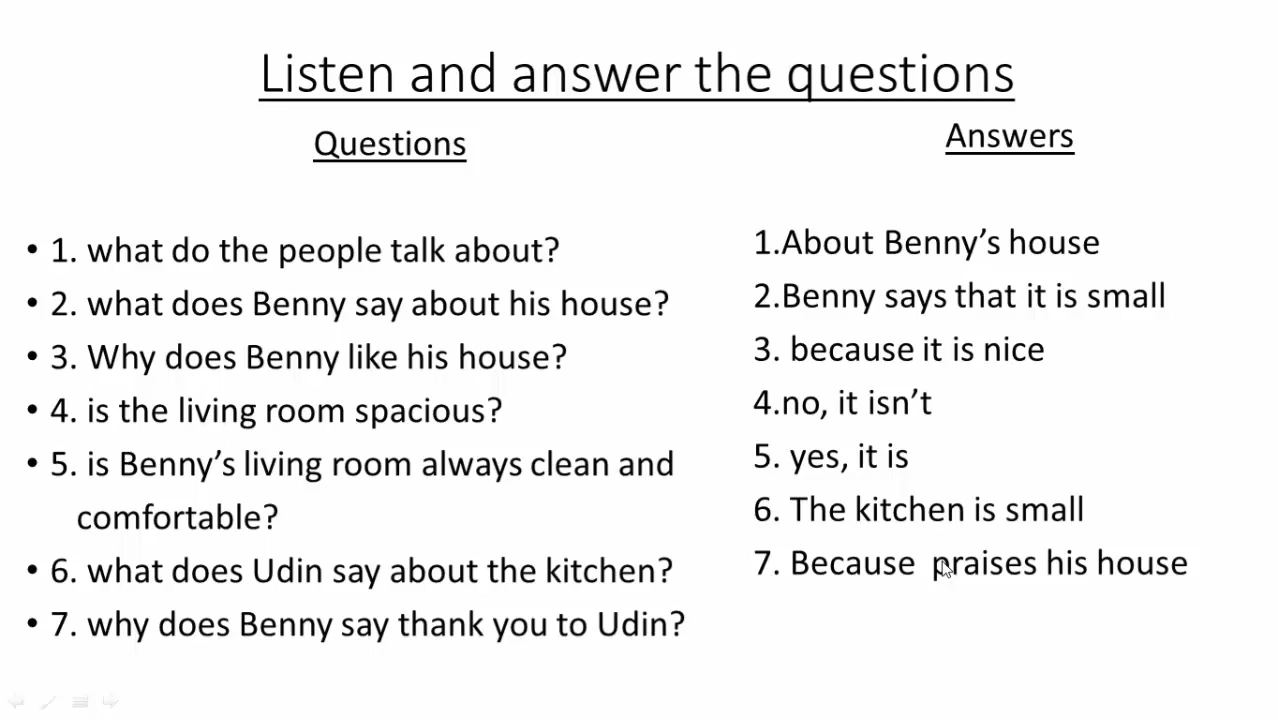 Listen and answer the questions
Questions
• 1. what do the people talk about?
• 2. what does Benny say about his house?
• 3. Why does Benny like his house?
• 4. is the living room spacious?
• 5. is Benny’s living room always clean and
comfortable?
• 6. what does Udin say about the kitchen?
• 7. why does Benny say thank you to Udin?
Answers
1.About Benny’s house
2.Benny says that it is small
3. because it is nice
4.no, it isn’t
5. yes, it is
6. The kitchen is small
7. Because praises his house